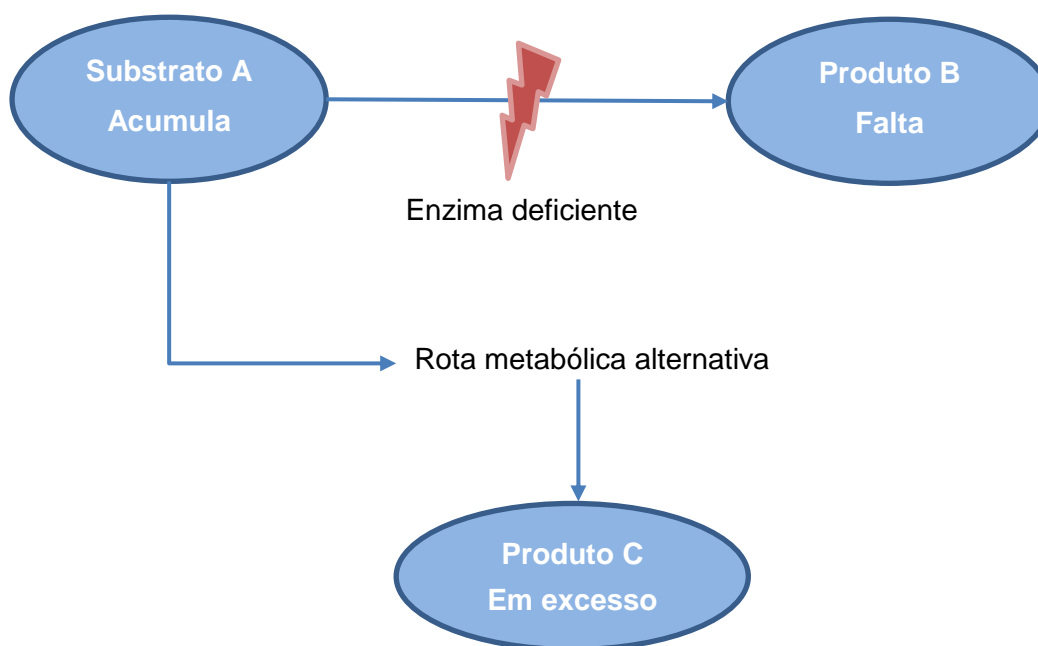 Substrato A
Acumula
Produto B
Falta
Enzima deficiente
Rota metabólica alternativa
Produto C
Em excesso